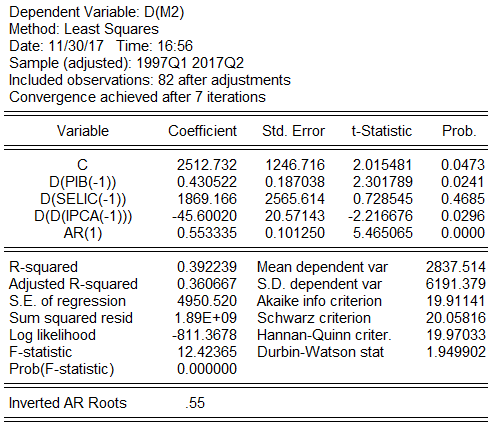 Dependent Variable: D(M2)
Method: Least Squares
Date: 11/30/17 Time: 16:56
Sample (adjusted): 1997Q1 2017Q2
Included observations: 82 after adjustments
Convergence achieved after 7 iterations
Variable Coefficient Std. Error t-Statistic Prob.
C 2512.732 1246.716 2.015481 0.0473
D(PIB(-1)) 0.430522 0.187038 2.301789 0.0241
D(SELIC(-1)) 1869.166 2565.614 0.728545 0.4685
D(D(IPCA(-1))) -45.60020 20.57143 -2.216676 0.0296
AR(1) 0.553335 0.101250 5.465065 0.0000
R-squared 0.392239 Mean dependent var 2837.514
Adjusted R-squared 0.360667 S.D. dependent var 6191.379
S.E. of regression 4950.520 Akaike info criterion 19.91141
Sum squared resid 1.89E+09 Schwarz criterion 20.05816
Log likelihood -811.3678 Hannan-Quinn criter. 19.97033
F-statistic 12.42365 Durbin-Watson stat 1.949902
Prob(F-statistic) 0.000000
Inverted AR Roots .55